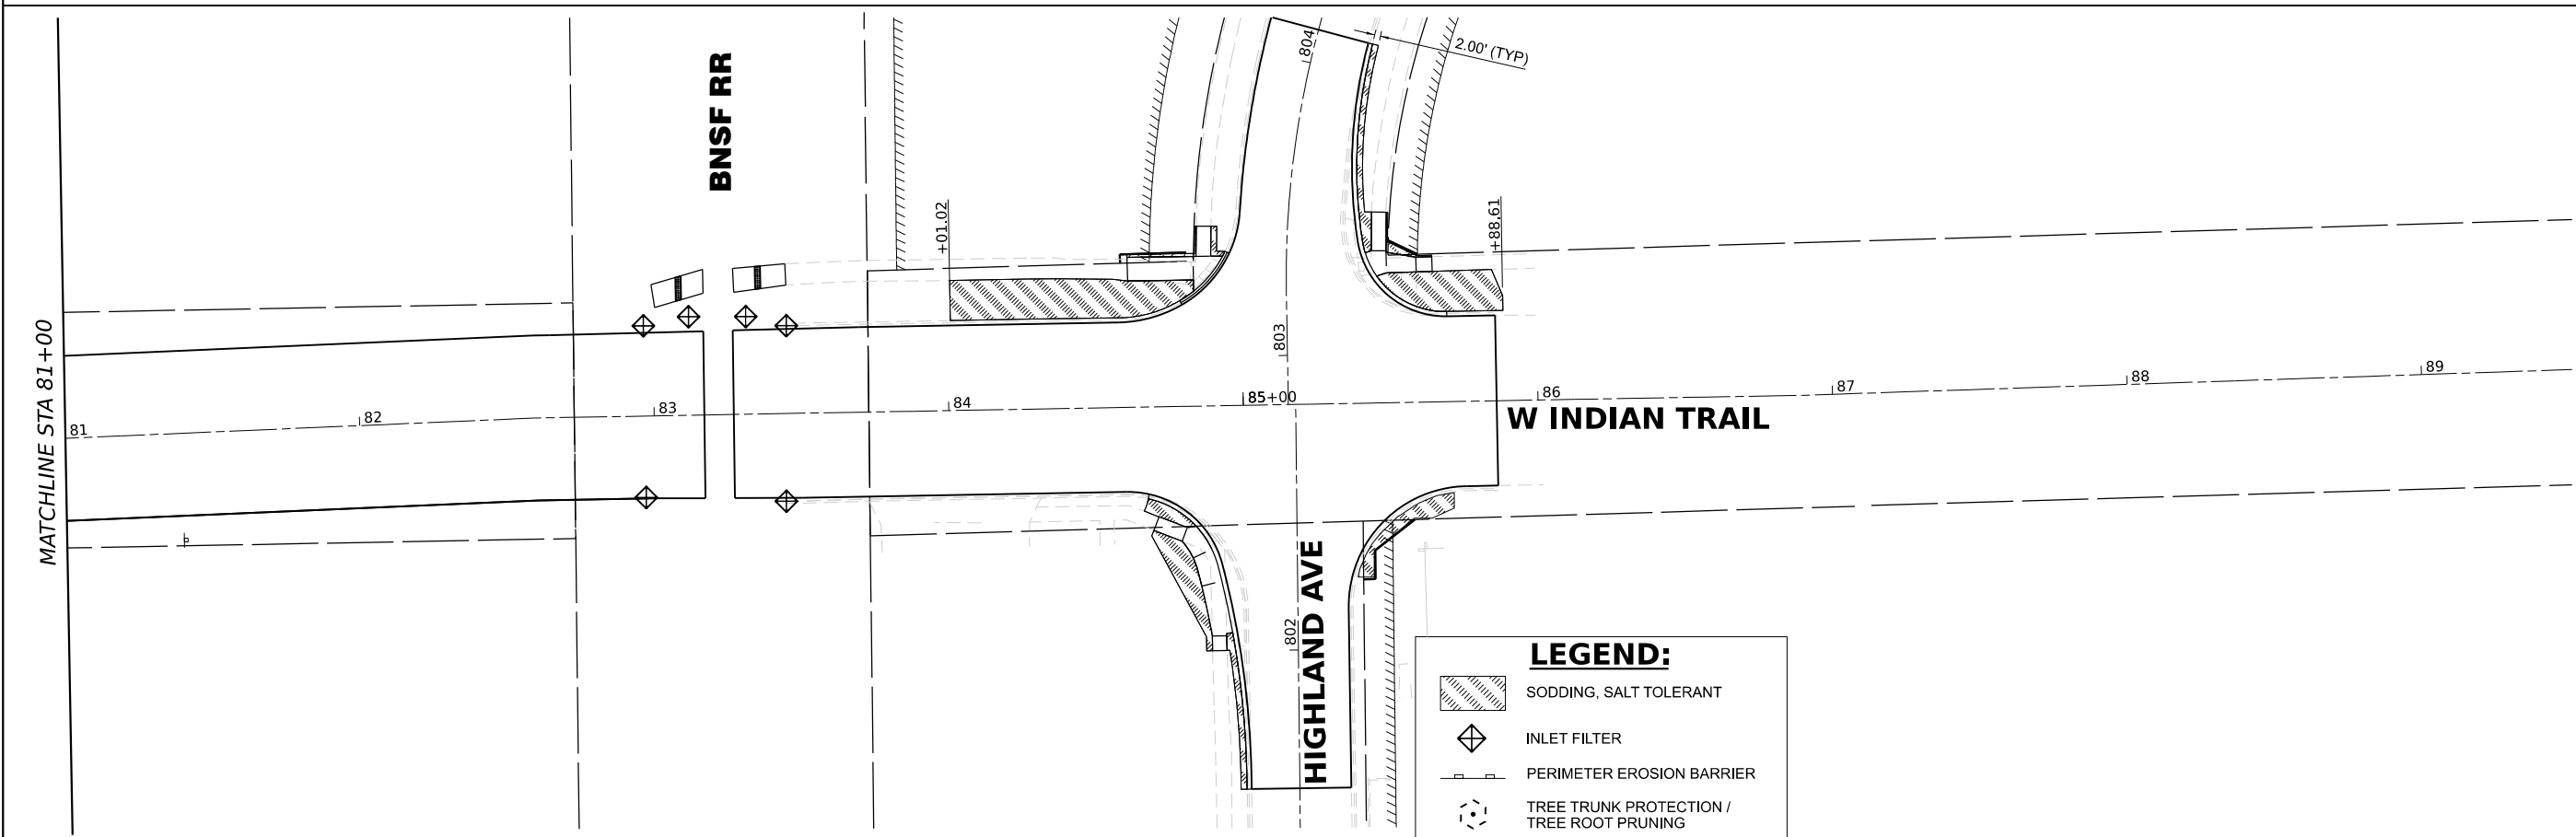 MATCHLINE STA 81+00
BNSF RR
804
2.00' (TYP)
+01.02
+88.61
803
81
82
83
84
85+00
86
87
88
89
W INDIAN TRAIL
802
HIGHLAND AVE
LEGEND:
SODDING, SALT TOLERANT
INLET FILTER
PERIMETER EROSION BARRIER
TREE TRUNK PROTECTION /
TREE ROOT PRUNING